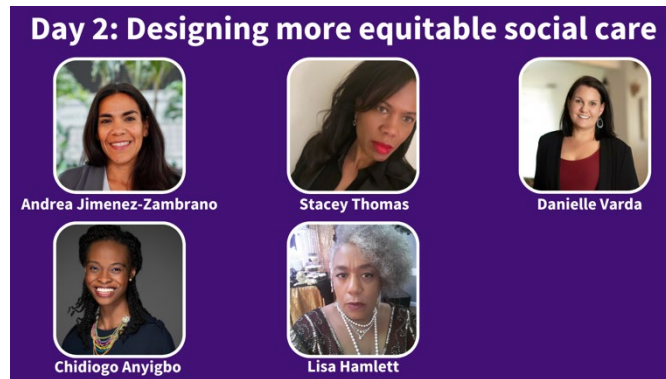 Day 2: Designing more equitable social care
Andrea Jimenez-Zambrano
Stacey Thomas
Danielle Varda
Chidiogo Anyigbo
Lisa Hamlett